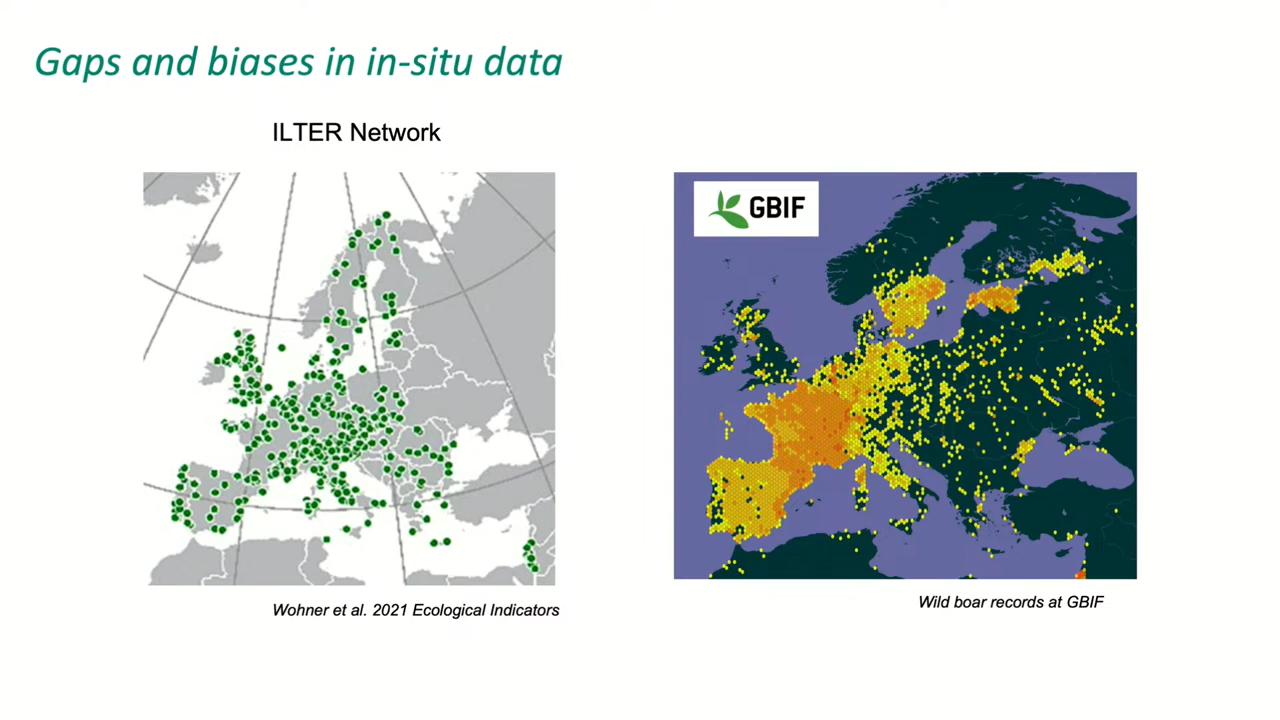 Gaps and biases in in-situ data
ILTER Network
GBIF
Wohner et al. 2021 Ecological Indicators
Wild boar records at GBIF